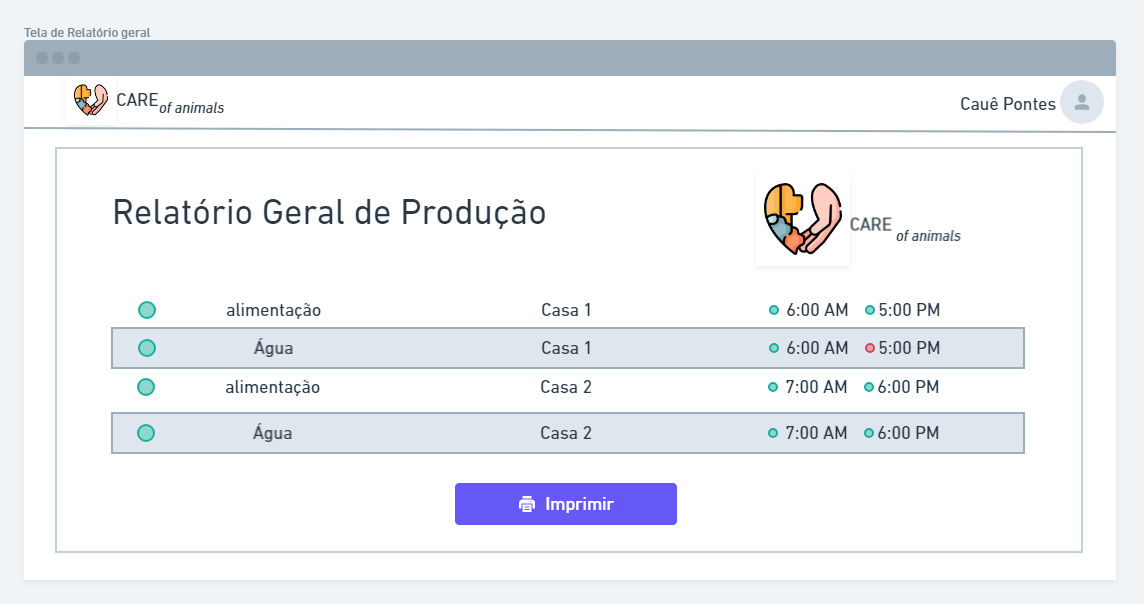 Tela de Relatório geral
CARE of animals
Cauê Pontes
Relatório Geral de Produção
CARE of animals
alimentação Casa 1 6:00 AM 5:00 PM
Água Casa 1 6:00 AM 5:00 PM
alimentação Casa 2 7:00 AM 6:00 PM
Água Casa 2 7:00 AM 6:00 PM
Imprimir